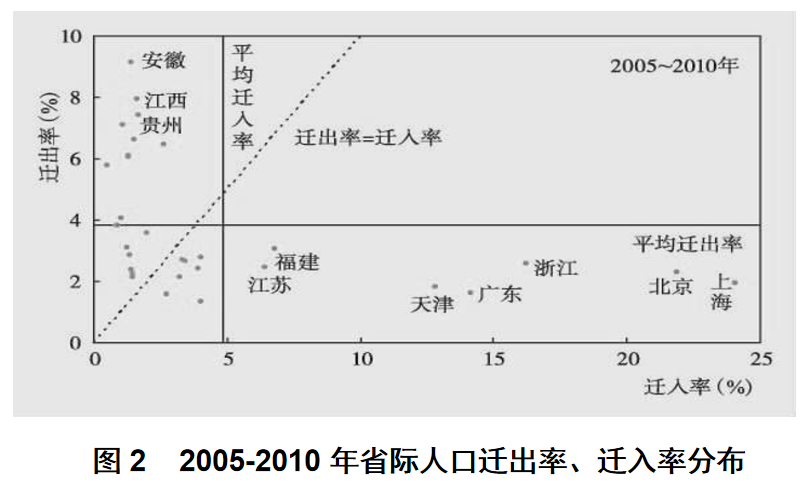 10
8
6
4
2
0
迁出率(%)
安徽
江西
贵州
平均迁入率
2005~2010年
迁出率=迁入率
平均迁出率
福建
江苏
天津
广东
浙江
北京
上海
0
5
10
15
20
25
迁入率(%)
图 2 2005-2010 年省际人口迁出率、迁入率分布